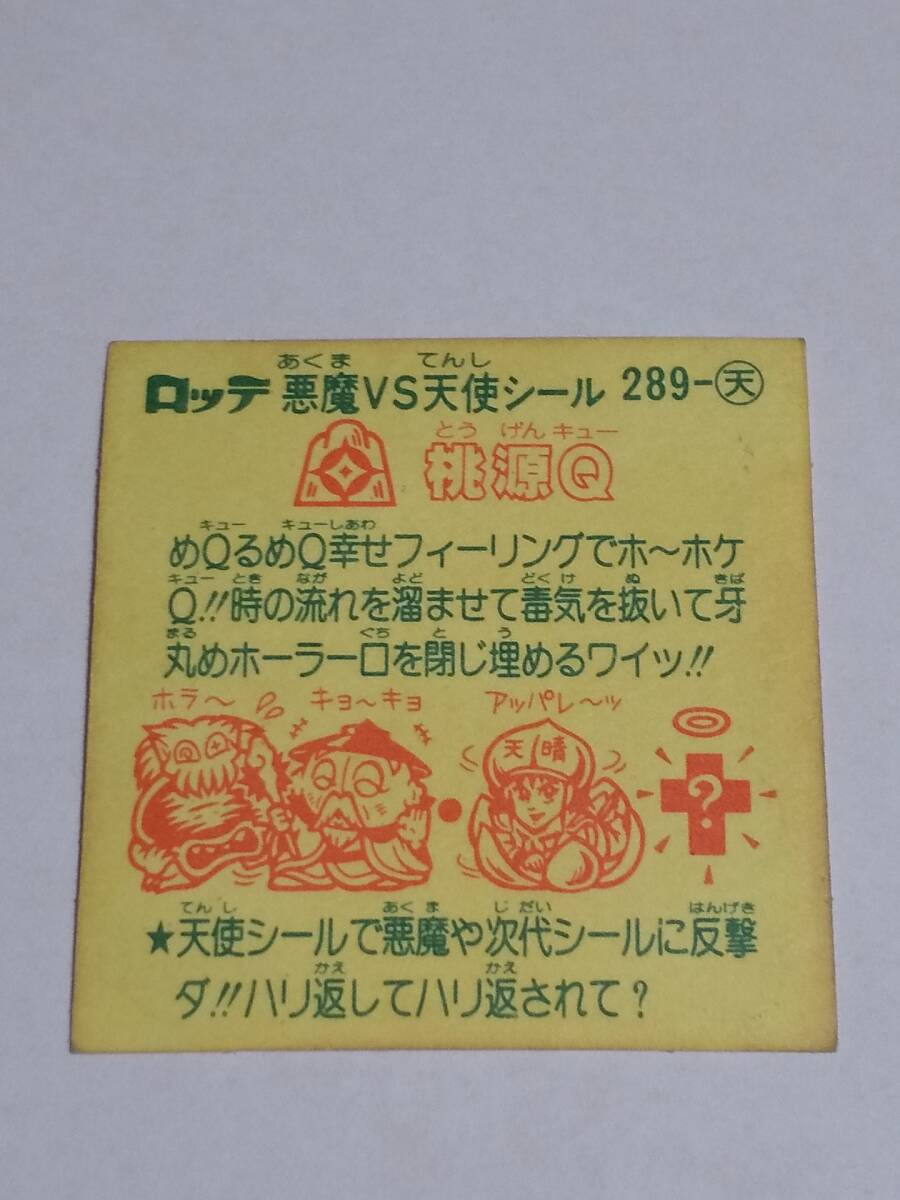 あくま てんし
ロッテ 悪魔VS天使シール 289-天
とうげんキュー
桃源Q
キュー キューしあわ
めQるめQ幸せフィーリングでホ〜ホケ
キュー とき なが よど どくけ ぬ きば
Q!!時の流れを溜ませて毒気を抜いて牙
まる ぐち と う
丸めホーラー口を閉じ埋めるワイッ!!
ホラ〜 キョ〜キョ アッパレ〜ッ
天晴
?
てんし あくま じだい はんげき
★天使シールで悪魔や次代シールに反撃
かえ かえ
ダ!!ハリ返してハリ返されて?